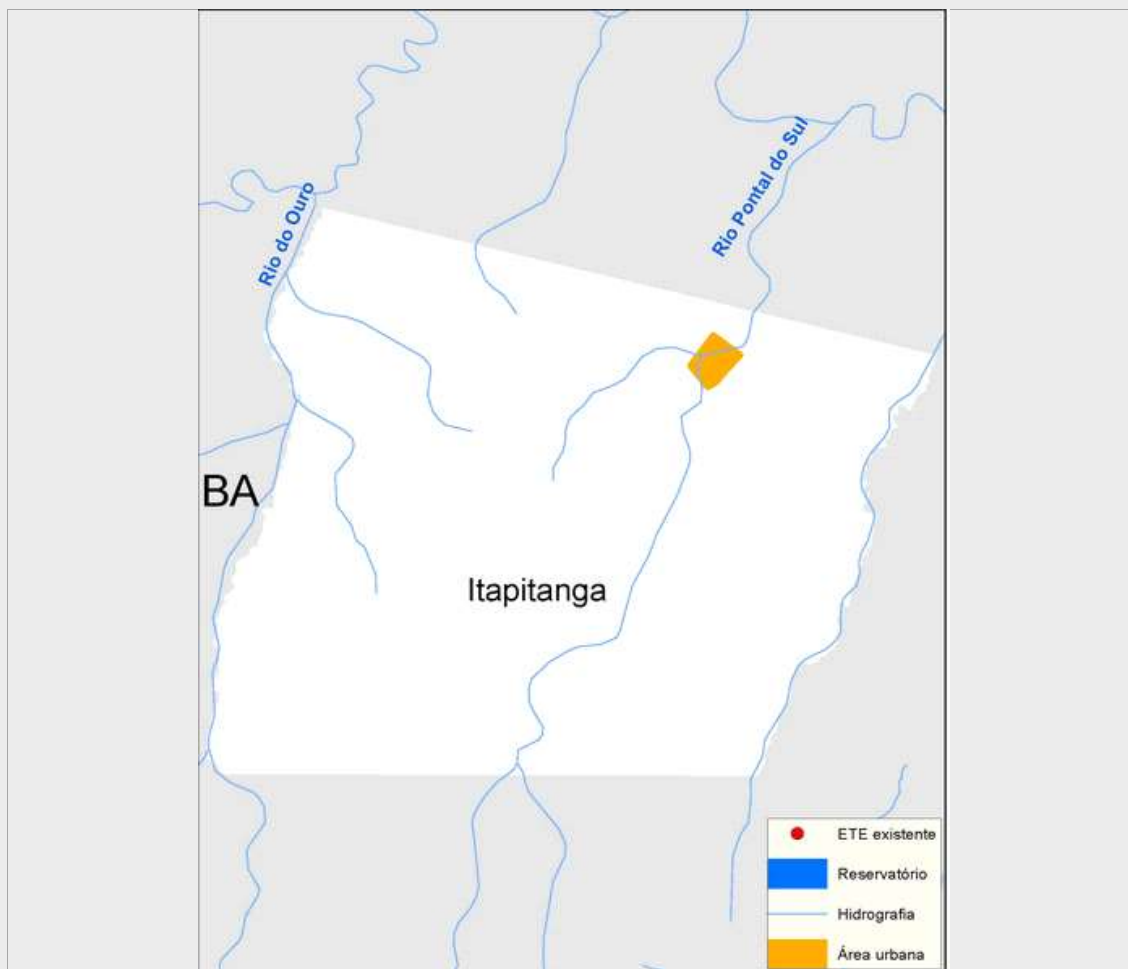 Rio Pontal do Sul
Rio do Ouro
BA
Itapitanga
ETE existente
Reservatório
Hidrografia
Área urbana